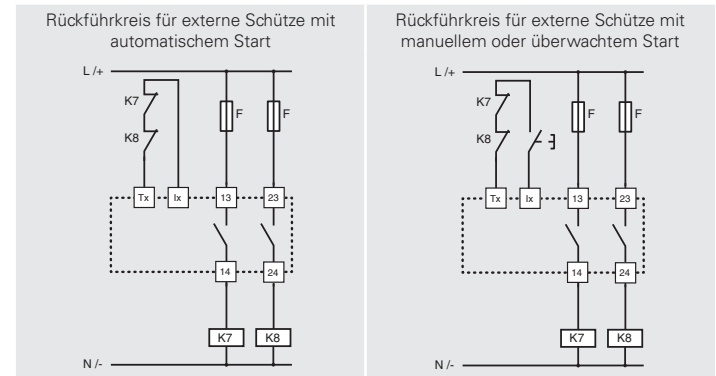 Rückführkreis für externe Schütze mit
automatischem Start
L /+
K7
K8
F
F
Tx
Ix
13
23
14
24
K7
K8
N /-
Rückführkreis für externe Schütze mit
manuellem oder überwachtem Start
L /+
K7
K8
F
F
Tx
Ix
13
23
14
24
K7
K8
N /-